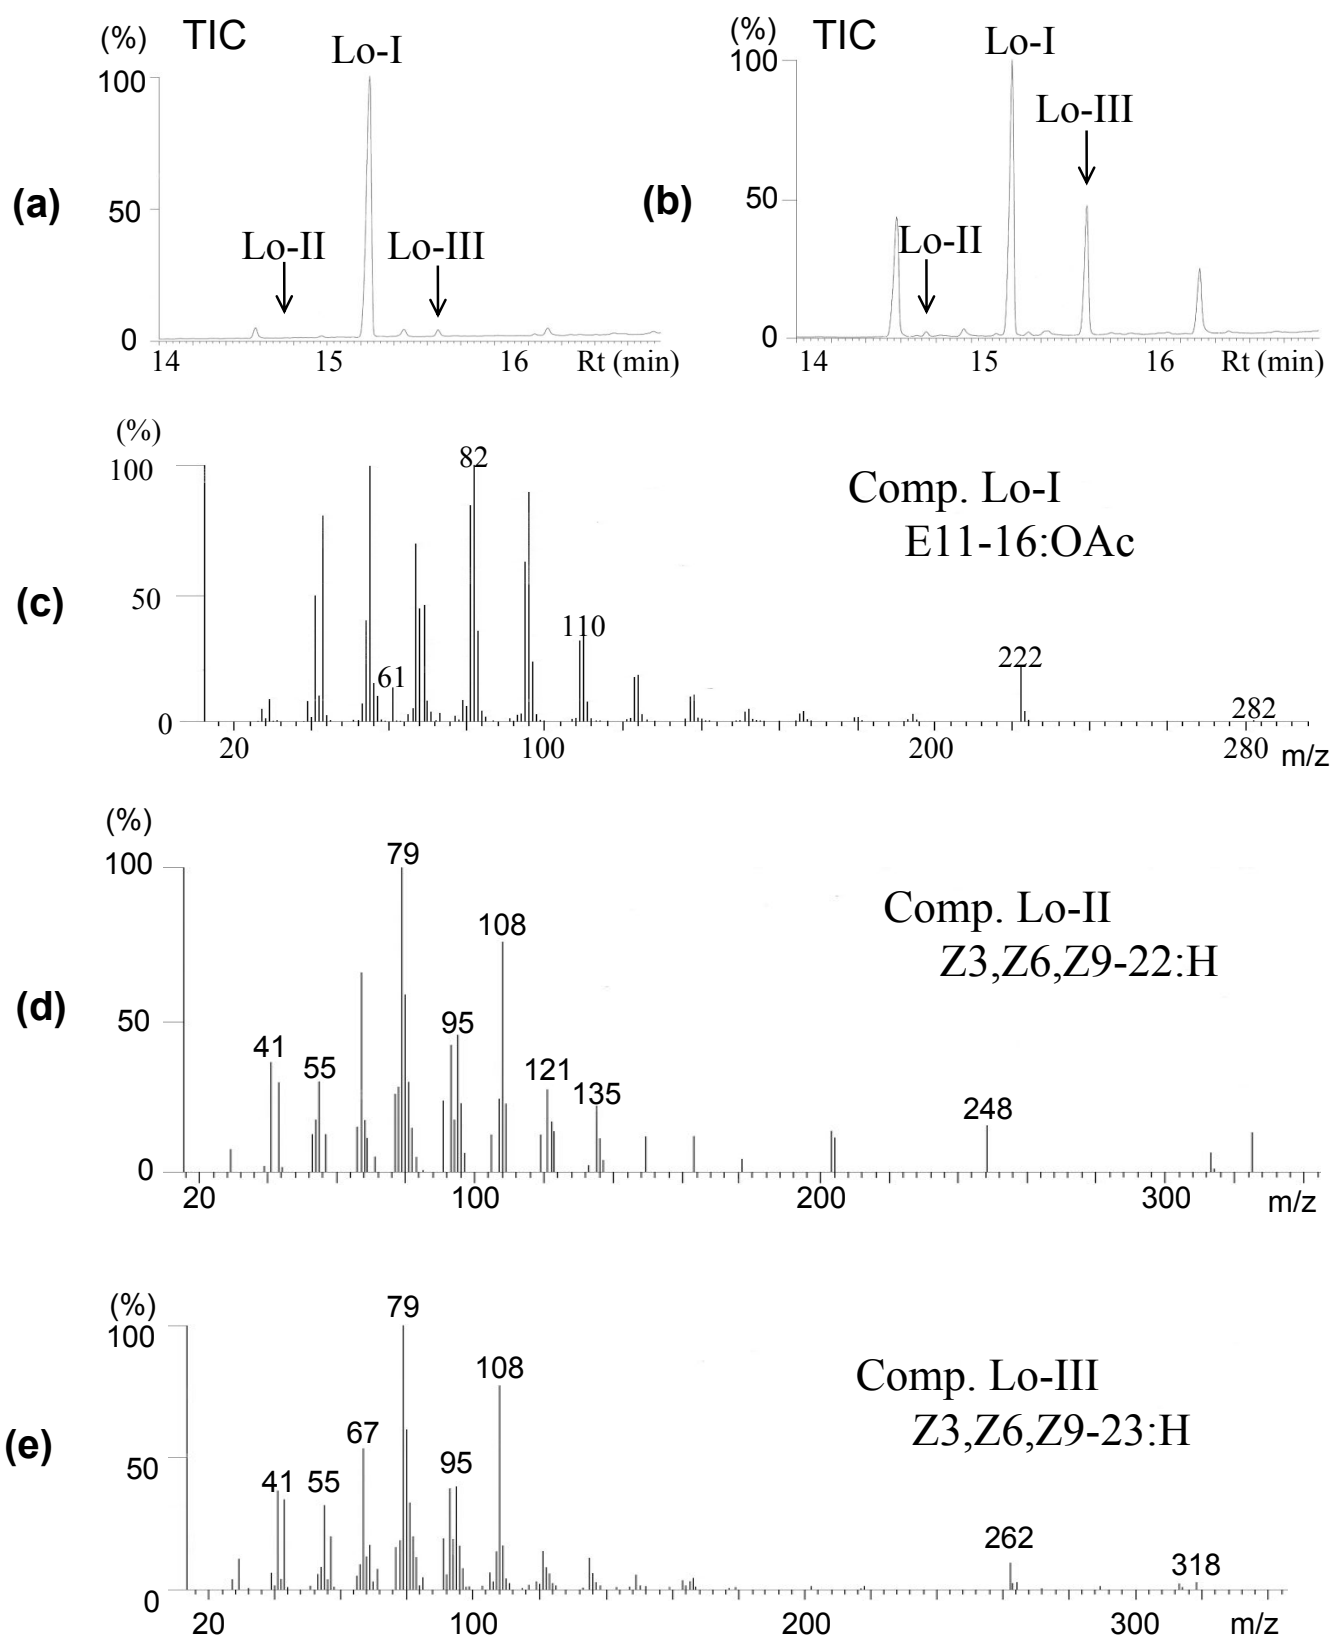 (a)
(%) TIC
Lo-I
100
Lo-II
Lo-III
50
0
14 15 16 Rt (min)
(b)
(%) TIC
Lo-I
100
Lo-III
50
Lo-II
0
14 15 16 Rt (min)
(c)
(%)
100
82
Comp. Lo-I
E11-16:OAc
50
110
61
222
282
0
20 100 200 280 m/z
(d)
(%)
100
79
108
Comp. Lo-II
Z3,Z6,Z9-22:H
50
95
41
55
121
135
248
0
20 100 200 300 m/z
(e)
(%)
100
79
108
Comp. Lo-III
Z3,Z6,Z9-23:H
67
50
95
41
55
262
318
0
20 100 200 300 m/z